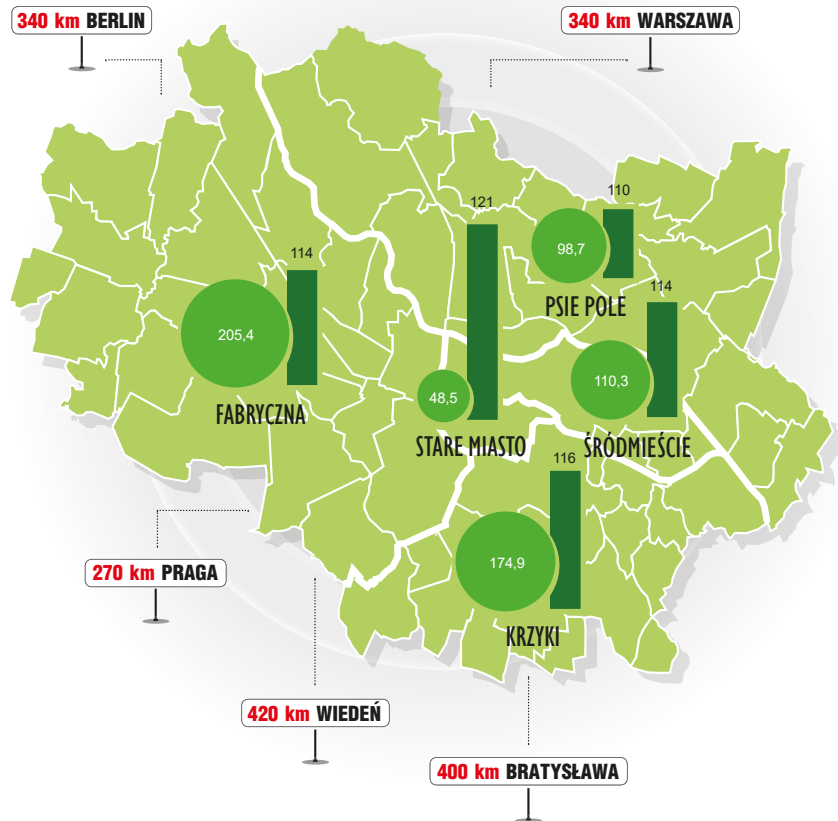 340 km BERLIN
340 km WARSZAWA
110
98,7
PSIE POLE
121
48,5
STARE MIASTO
114
205,4
FABRYCZNA
114
110,3
ŚRÓDMIEŚCIE
116
174,9
KRZYKI
270 km PRAGA
420 km WIEDEŃ
400 km BRATYSŁAWA